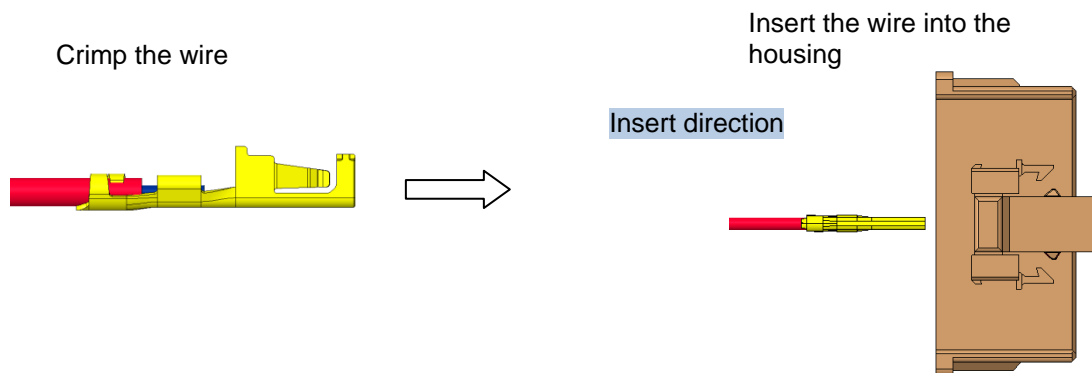 Crimp the wire
Insert the wire into the
housing
Insert direction